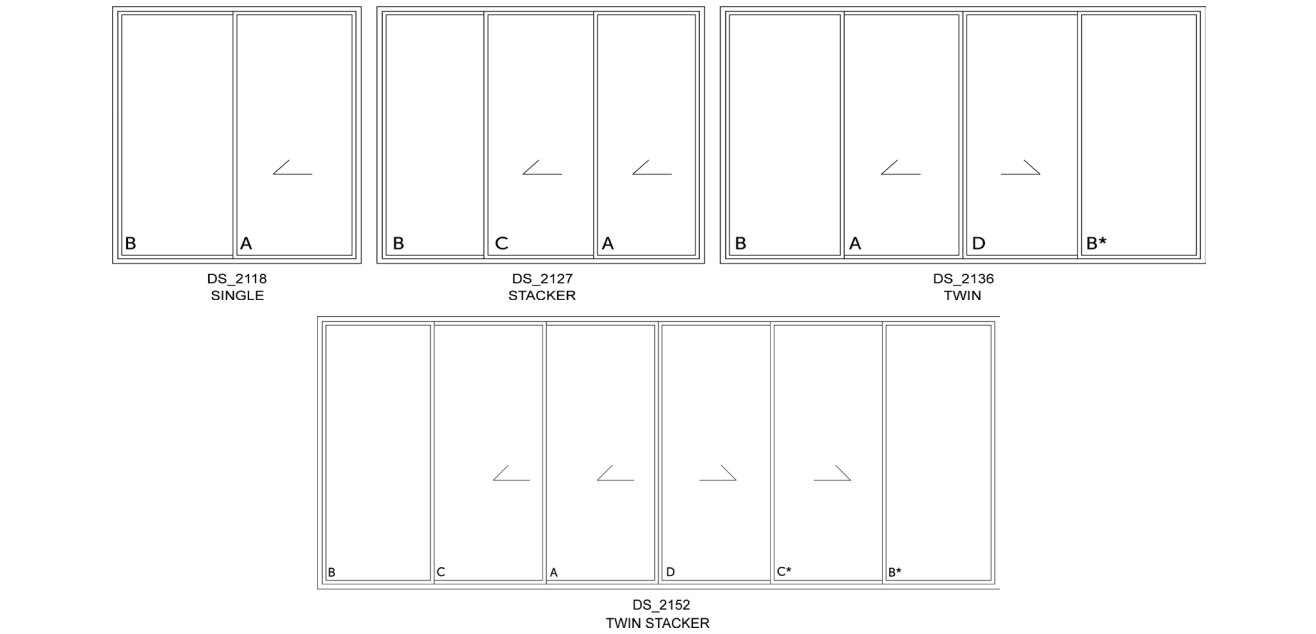 B A
DS_2118
SINGLE
B C A
DS_2127
STACKER
B A D B*
DS_2136
TWIN
B C A D C* B*
DS_2152
TWIN STACKER